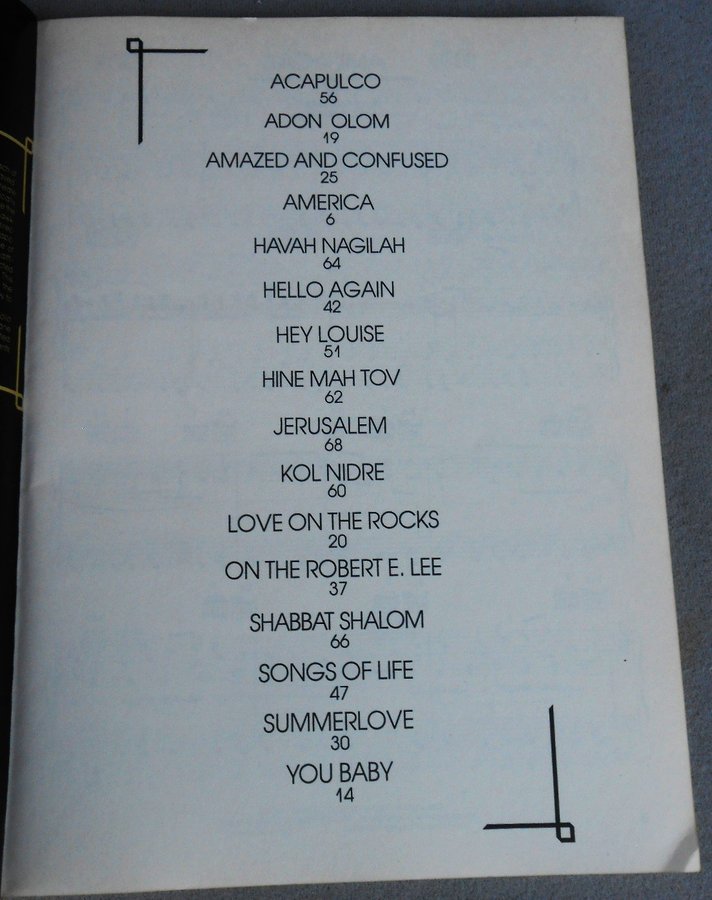 ACAPULCO
56
ADON OLOM
19
AMAZED AND CONFUSED
25
AMERICA
6
HAVAH NAGILAH
64
HELLO AGAIN
42
HEY LOUISE
51
HINE MAH TOV
62
JERUSALEM
68
KOL NIDRE
60
LOVE ON THE ROCKS
20
ON THE ROBERT E. LEE
37
SHABBAT SHALOM
66
SONGS OF LIFE
47
SUMMERLOVE
30
YOU BABY
14